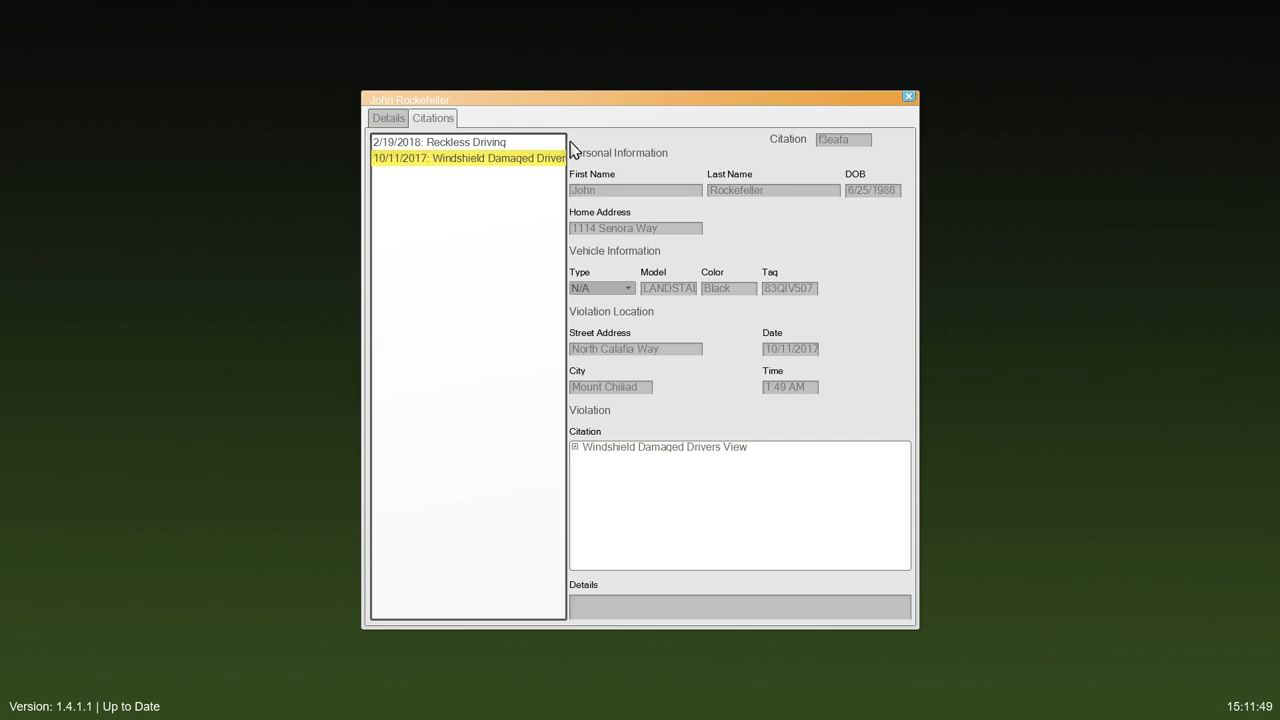 John Rockefeller
Details Citations
2/19/2018: Reckless Driving
10/11/2017: Windshield Damaged Driver
Citation f3eafa
Personal Information
First Name Last Name DOB
John Rockefeller 6/25/1986
Home Address
1114 Senora Way
Vehicle Information
Type Model Color Tag
N/A LANDSTAL Black 83QIV507
Violation Location
Street Address Date
North Calafia Way 10/11/2017
City Time
Mount Chiliad 1:49 AM
Violation
Citation
Windshield Damaged Drivers View
Details
Version: 1.4.1.1 | Up to Date 15:11:49